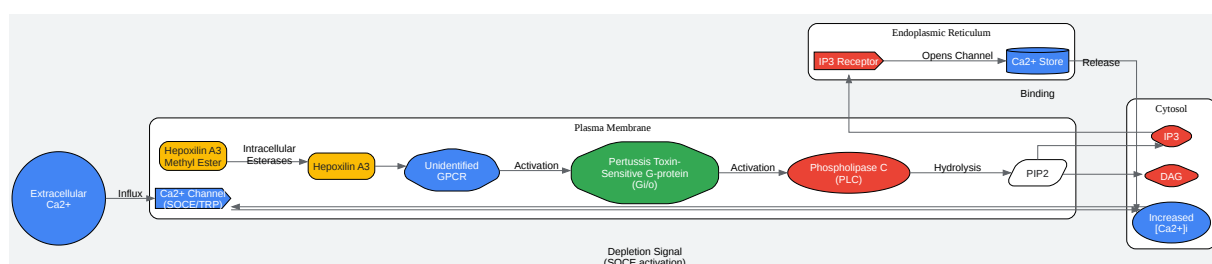 Endoplasmic Reticulum
IP3 Receptor
Opens Channel
Ca2+ Store
Release
Binding
Cytosol
IP3
DAG
Increased
[Ca2+]i
Plasma Membrane
Hepoxilin A3
Methyl Ester
Intracellular
Esterases
Hepoxilin A3
Unidentified
GPCR
Activation
Pertussis Toxin-
Sensitive G-protein
(Gi/o)
Activation
Phospholipase C
(PLC)
Hydrolysis
PIP2
Extracellular
Ca2+
Influx
Ca2+ Channel
(SOCE/TRP)
Depletion Signal
(SOCE activation)